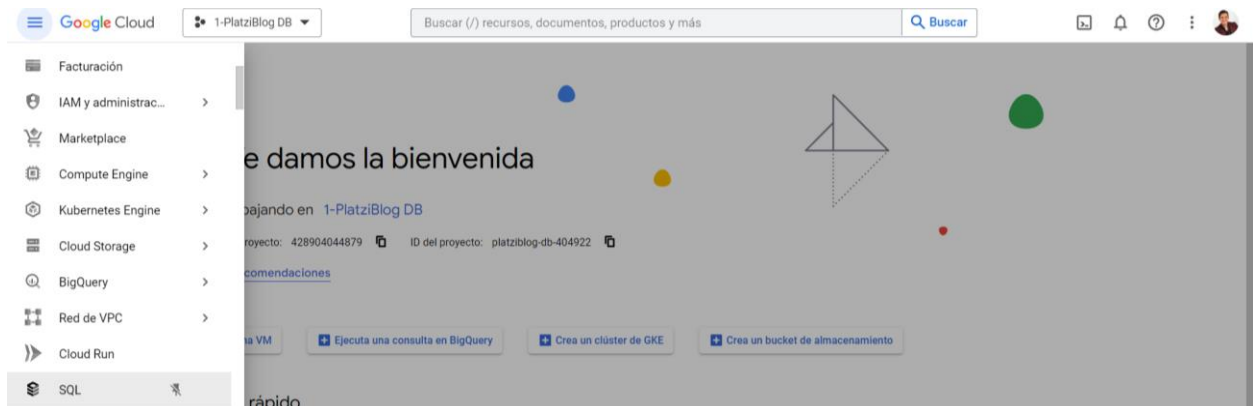 Google Cloud
1-PlatziBlog DB
Buscar (/) recursos, documentos, productos y más
Buscar
Facturación
IAM y administrac...
Marketplace
Compute Engine
Kubernetes Engine
Cloud Storage
BigQuery
Red de VPC
Cloud Run
SQL
e damos la bienvenida
bajando en 1-PlatziBlog DB
royecto: 428904044879 ID del proyecto: platziblog-db-404922
comendaciones
na VM
Ejecuta una consulta en BigQuery
Crea un clúster de GKE
Crea un bucket de almacenamiento
rápido